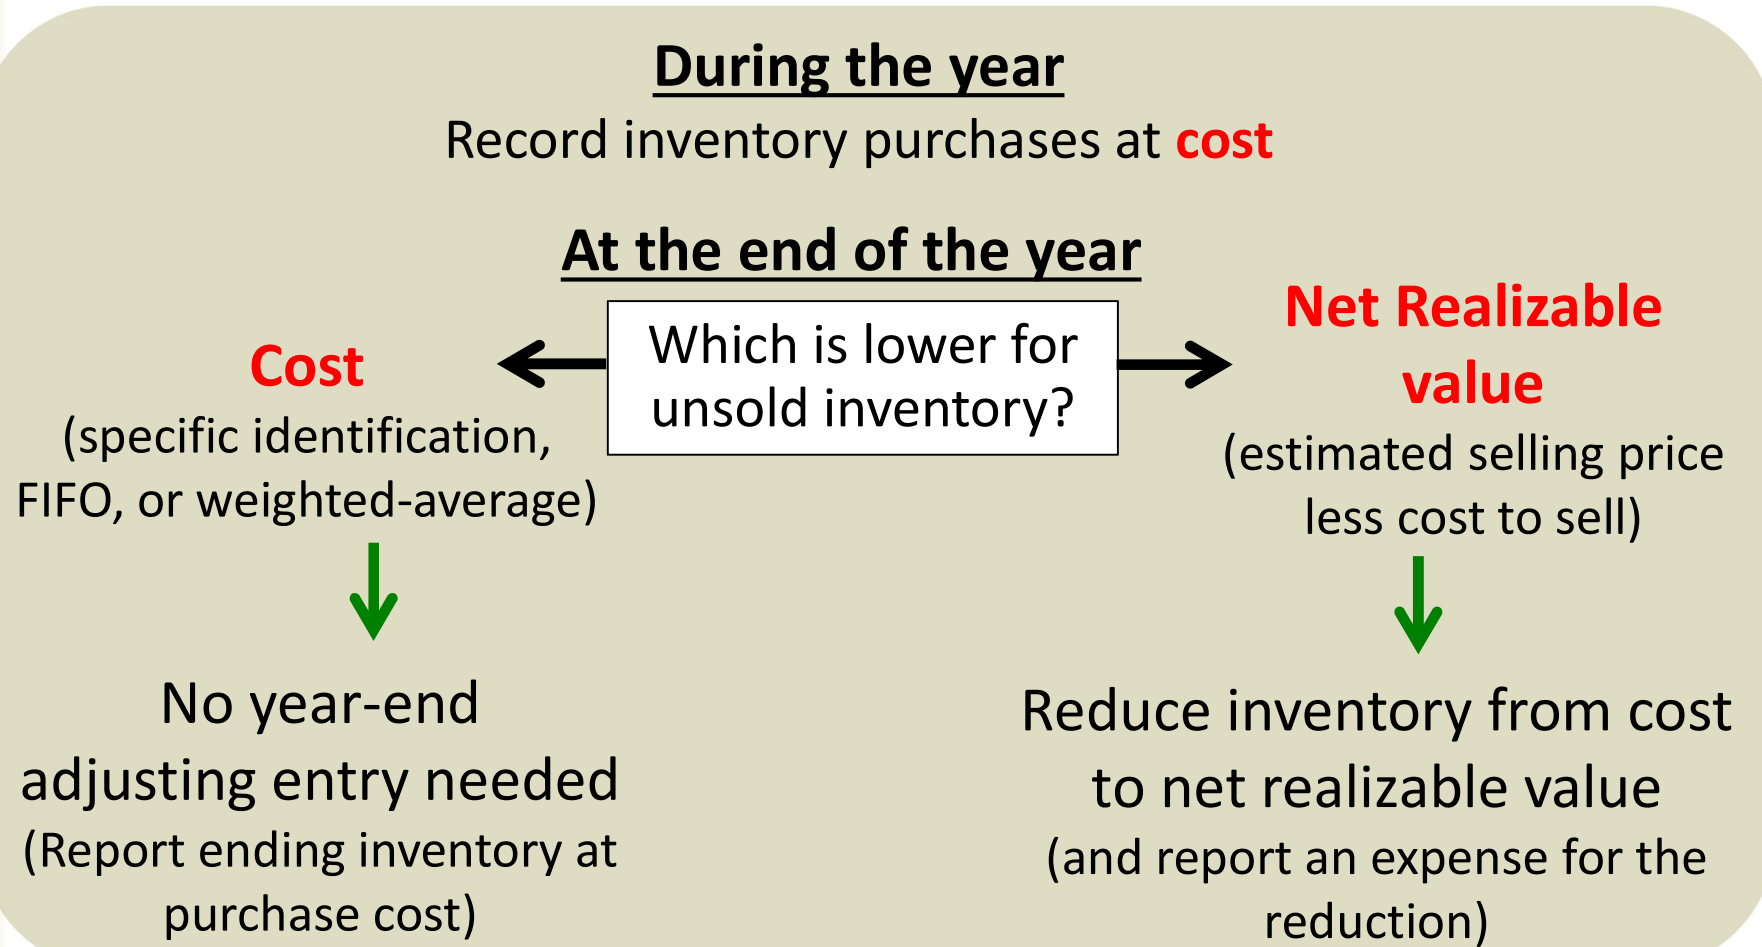 During the year
Record inventory purchases at cost
At the end of the year
Which is lower for
unsold inventory?
Cost
(specific identification,
FIFO, or weighted-average)
No year-end
adjusting entry needed
(Report ending inventory at
purchase cost)
Net Realizable
value
(estimated selling price
less cost to sell)
Reduce inventory from cost
to net realizable value
(and report an expense for the
reduction)